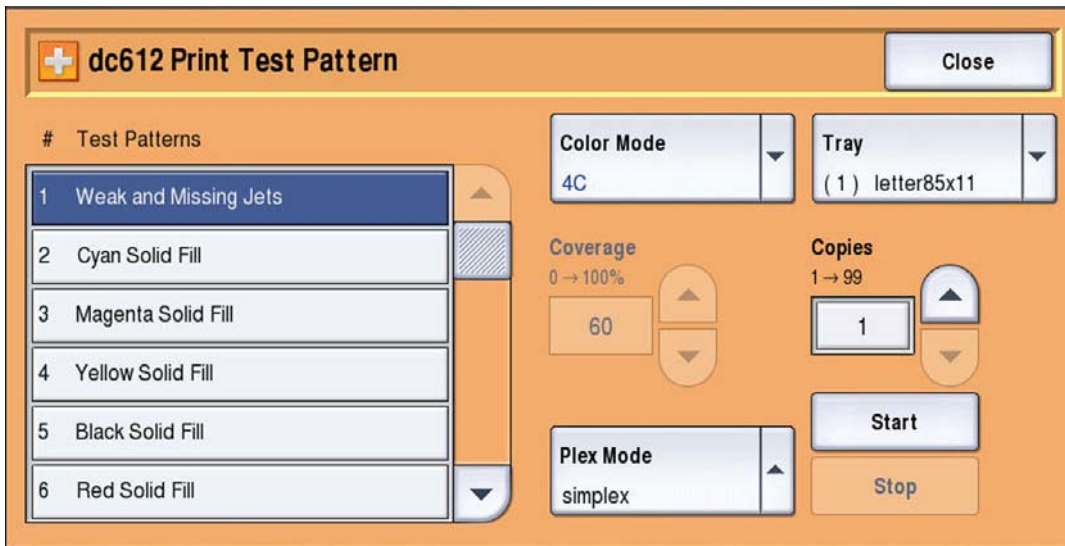 dc612 Print Test Pattern
Close
# Test Patterns
1 Weak and Missing Jets
2 Cyan Solid Fill
3 Magenta Solid Fill
4 Yellow Solid Fill
5 Black Solid Fill
6 Red Solid Fill
Color Mode
4C
Tray
( 1 ) letter85x11
Coverage
0 → 100%
60
Copies
1 → 99
1
Plex Mode
simplex
Start
Stop